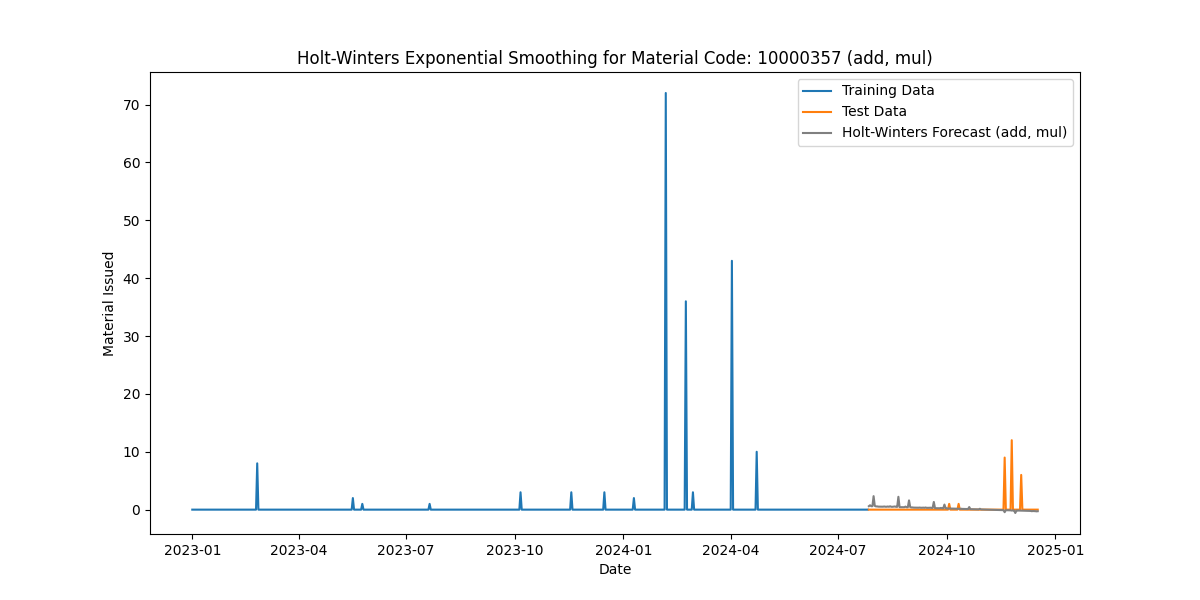 Holt-Winters Exponential Smoothing for Material Code: 10000357 (add, mul)
Training Data
Test Data
Holt-Winters Forecast (add, mul)
Material Issued
70
60
50
40
30
20
10
0
2023-01 2023-04 2023-07 2023-10 2024-01 2024-04 2024-07 2024-10 2025-01
Date